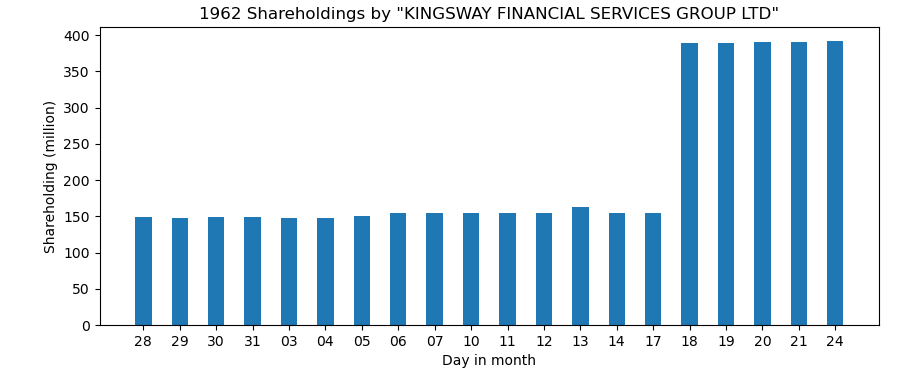 1962 Shareholdings by "KINGSWAY FINANCIAL SERVICES GROUP LTD"
Shareholding (million)
400
350
300
250
200
150
100
50
0
28 29 30 31 03 04 05 06 07 10 11 12 13 14 17 18 19 20 21 24
Day in month